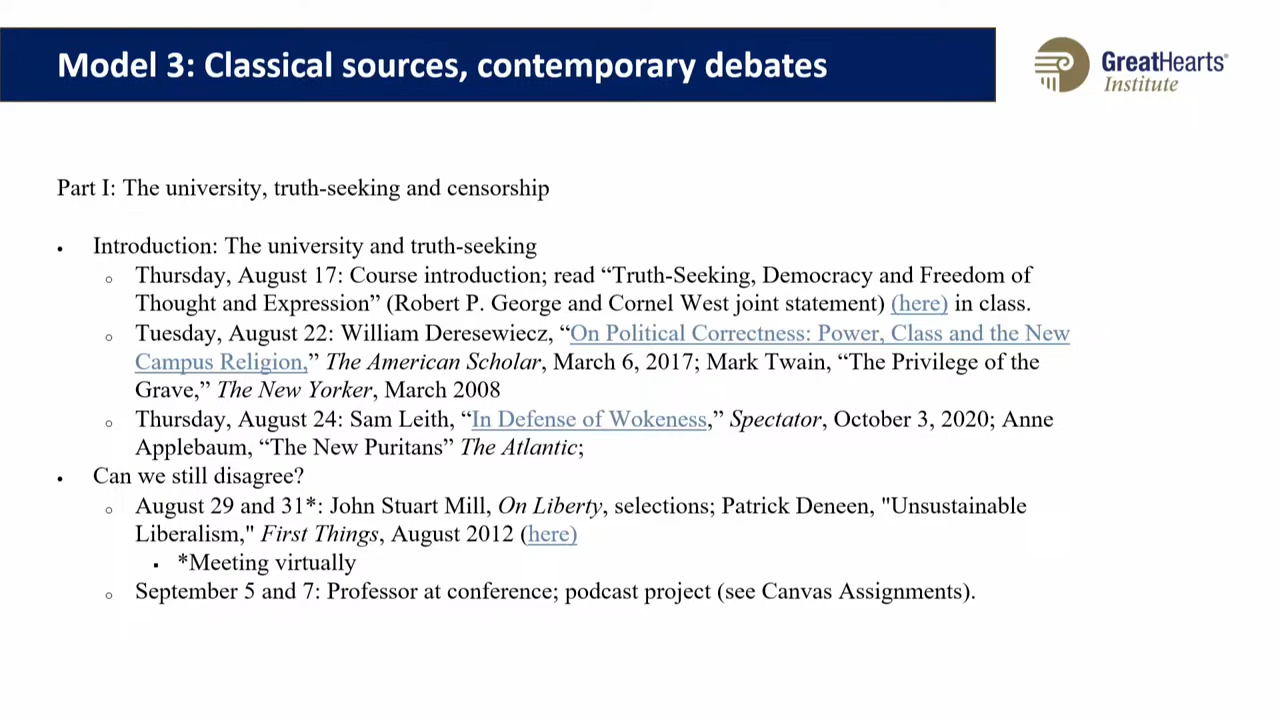 Model 3: Classical sources, contemporary debates
GreatHearts®
Institute
Part I: The university, truth-seeking and censorship
• Introduction: The university and truth-seeking
o Thursday, August 17: Course introduction; read “Truth-Seeking, Democracy and Freedom of
Thought and Expression” (Robert P. George and Cornel West joint statement) (here) in class.
o Tuesday, August 22: William Deresewiecz, “On Political Correctness: Power, Class and the New
Campus Religion,” The American Scholar, March 6, 2017; Mark Twain, “The Privilege of the
Grave,” The New Yorker, March 2008
o Thursday, August 24: Sam Leith, “In Defense of Wokeness,” Spectator, October 3, 2020; Anne
Applebaum, “The New Puritans” The Atlantic;
• Can we still disagree?
o August 29 and 31*: John Stuart Mill, On Liberty, selections; Patrick Deneen, "Unsustainable
Liberalism," First Things, August 2012 (here)
▪ *Meeting virtually
o September 5 and 7: Professor at conference; podcast project (see Canvas Assignments).